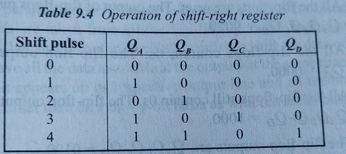 Table 9.4 Operation of shift-right register
Shift pulse Q_A Q_B Q_C Q_D
0 0 0 0 0
1 1 0 0 0
2 0 1 0 0
3 1 0 1 0
4 1 1 0 1